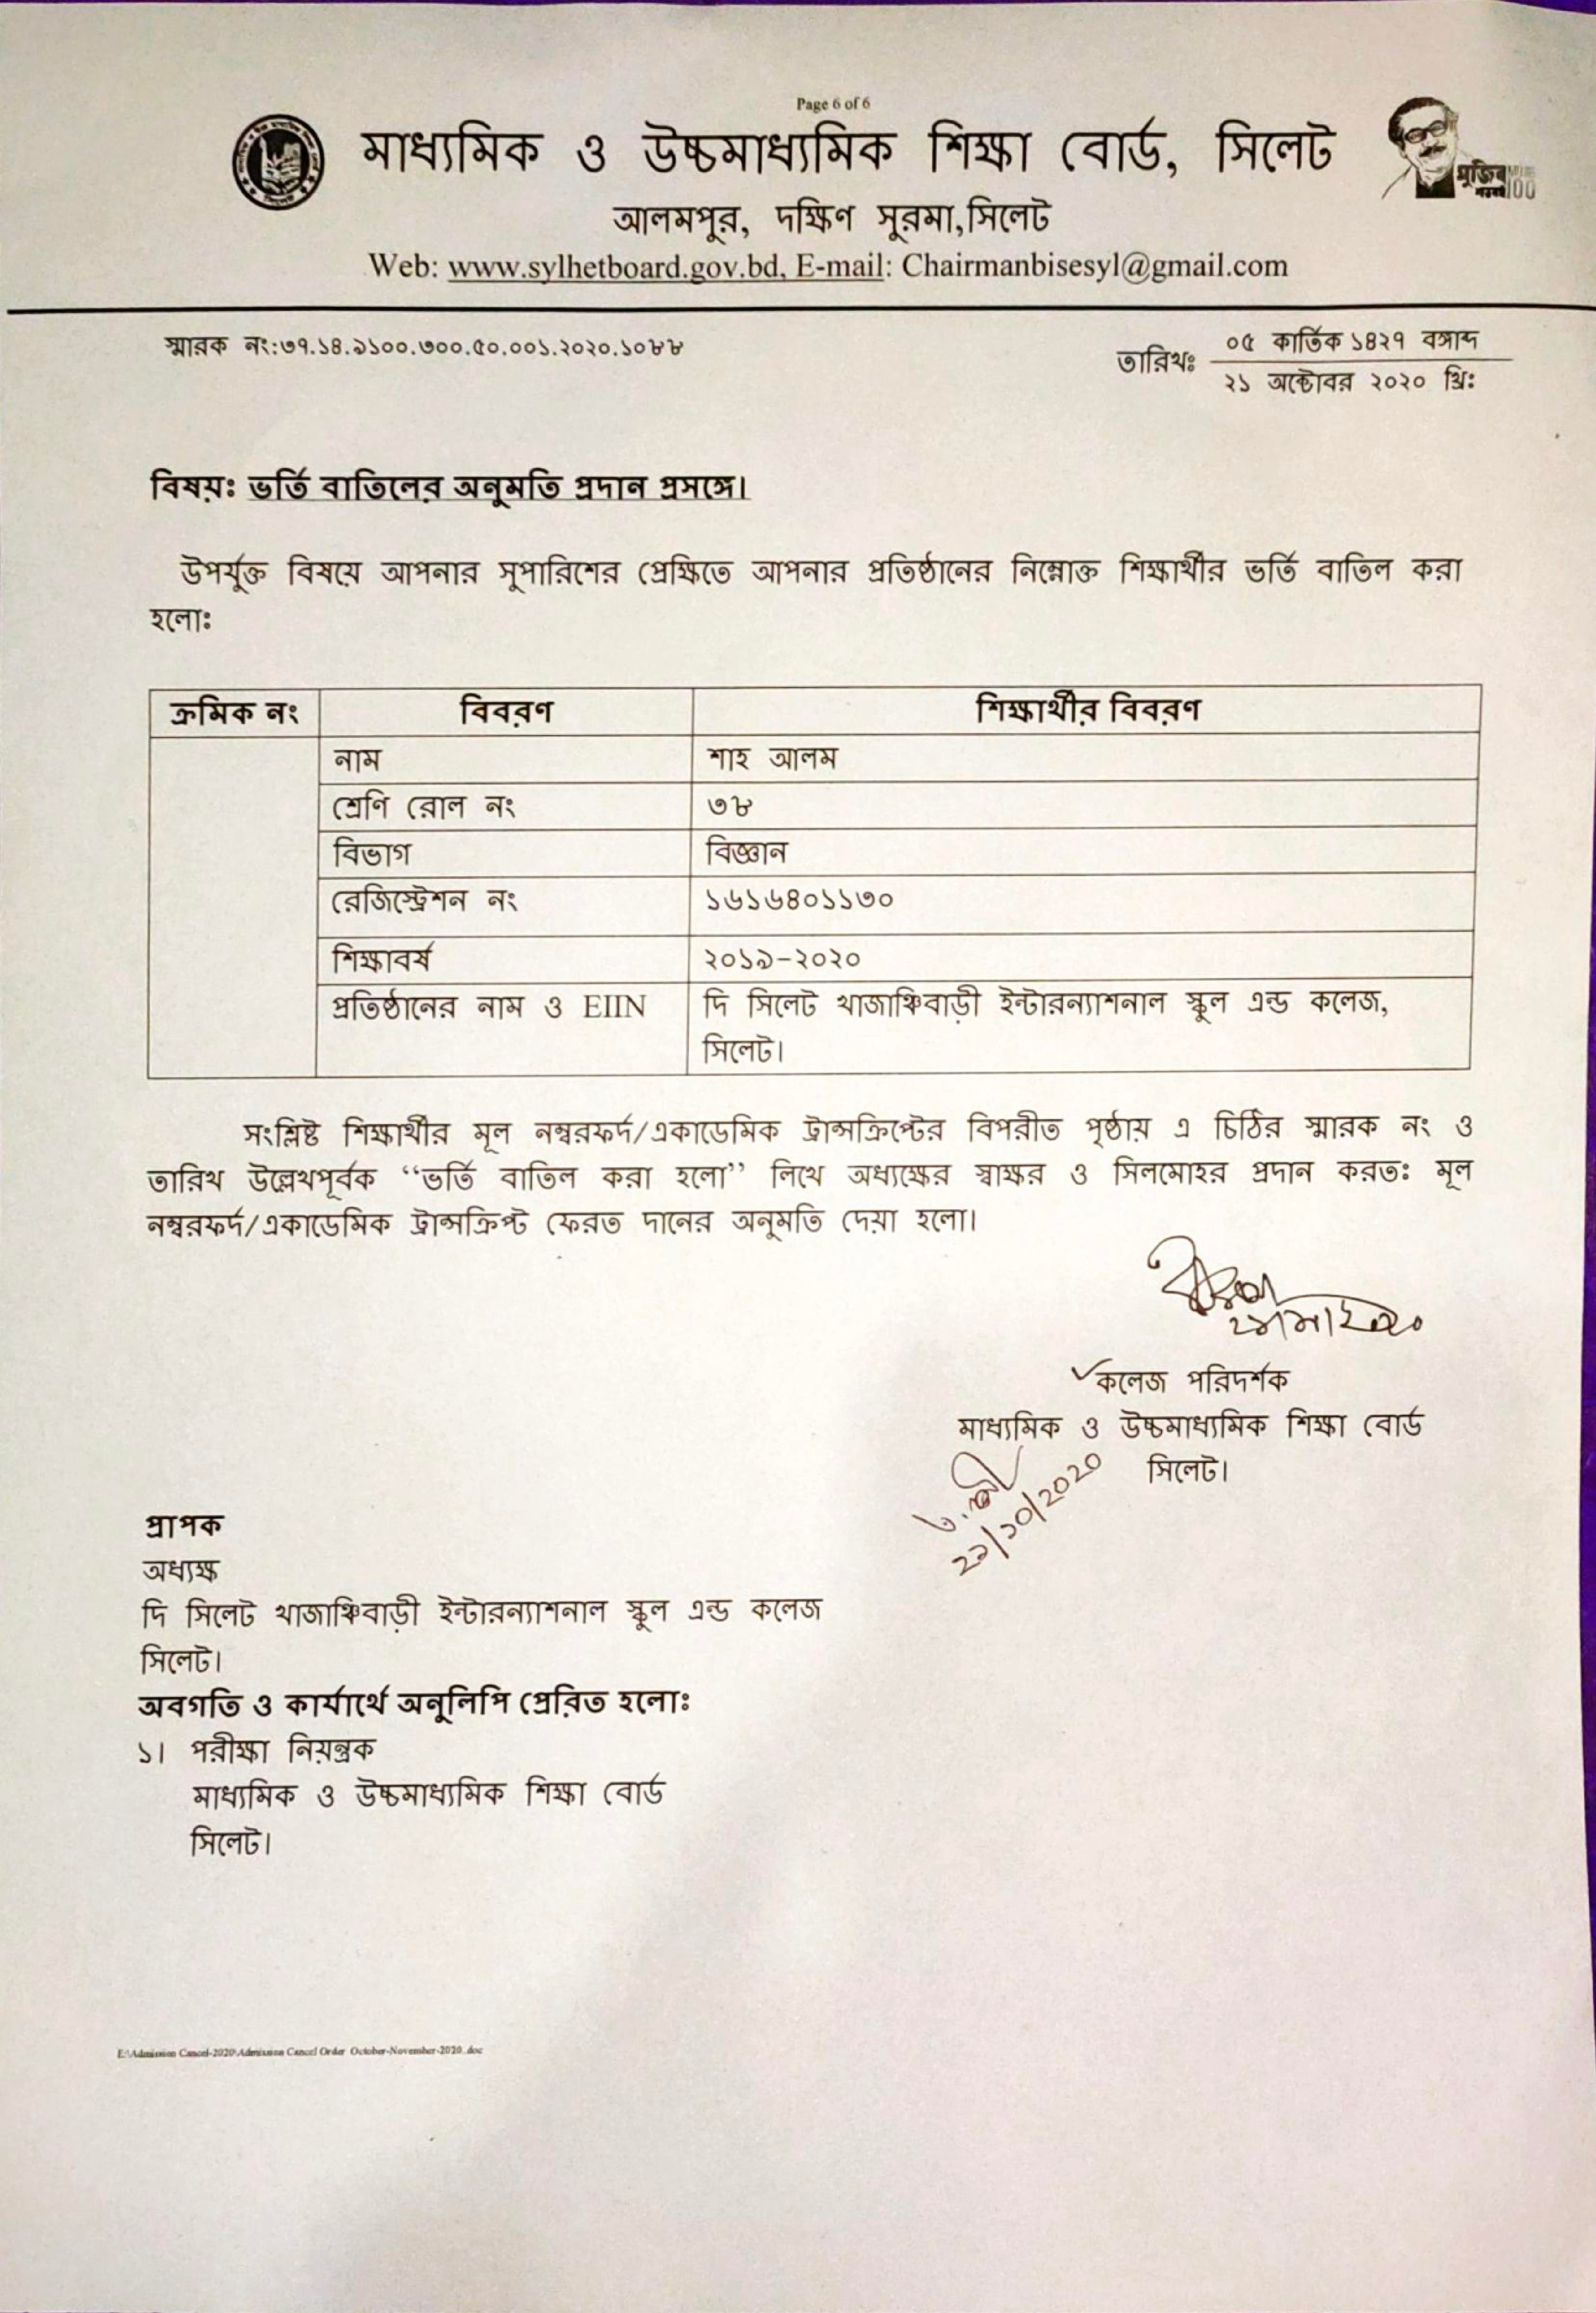 Page 6 of 6
মাধ্যমিক ও উচ্চমাধ্যমিক শিক্ষা বোর্ড, সিলেট
মুজিব
শতবর্ষ 100
আলমপুর, দক্ষিণ সুরমা,সিলেট
Web: www.sylhetboard.gov.bd, E-mail: Chairmanbisesyl@gmail.com
স্মারক নং:৩৭.১৪.৯১০০.৩০০.৫০.০০১.২০২০.১০৮৮
তারিখঃ ০৫ কার্তিক ১৪২৭ বঙ্গাব্দ
২১ অক্টোবর ২০২০ খ্রি:
বিষয়ঃ ভর্তি বাতিলের অনুমতি প্রদান প্রসঙ্গে।
উপর্যুক্ত বিষয়ে আপনার সুপারিশের প্রেক্ষিতে আপনার প্রতিষ্ঠানের নিম্নোক্ত শিক্ষার্থীর ভর্তি বাতিল করা
হলোঃ
ক্রমিক নং বিবরণ শিক্ষার্থীর বিবরণ
নাম শাহ আলম
শ্রেণি রোল নং ৩৮
বিভাগ বিজ্ঞান
রেজিস্ট্রেশন নং ১৬১৬৪০১১৩০
শিক্ষাবর্ষ ২০১৯-২০২০
প্রতিষ্ঠানের নাম ও EIIN দি সিলেট খাজাঞ্চিবাড়ী ইন্টারন্যাশনাল স্কুল এন্ড কলেজ,
সিলেট।
সংশ্লিষ্ট শিক্ষার্থীর মূল নম্বরফর্দ/একাডেমিক ট্রান্সক্রিপ্টের বিপরীত পৃষ্ঠায় এ চিঠির স্মারক নং ও
তারিখ উল্লেখপূর্বক “ভর্তি বাতিল করা হলো” লিখে অধ্যক্ষের স্বাক্ষর ও সিলমোহর প্রদান করতঃ মূল
নম্বরফর্দ/একাডেমিক ট্রান্সক্রিপ্ট ফেরত দানের অনুমতি দেয়া হলো।
কলেজ পরিদর্শক
মাধ্যমিক ও উচ্চমাধ্যমিক শিক্ষা বোর্ড
সিলেট।
২১/১০/২০২০
প্রাপক
অধ্যক্ষ
দি সিলেট খাজাঞ্চিবাড়ী ইন্টারন্যাশনাল স্কুল এন্ড কলেজ
সিলেট।
অবগতি ও কার্যার্থে অনুলিপি প্রেরিত হলোঃ
১। পরীক্ষা নিয়ন্ত্রক
মাধ্যমিক ও উচ্চমাধ্যমিক শিক্ষা বোর্ড
সিলেট।
E:\Admission Cancel-2020\Admission Cancel Order October-November-2020..doc